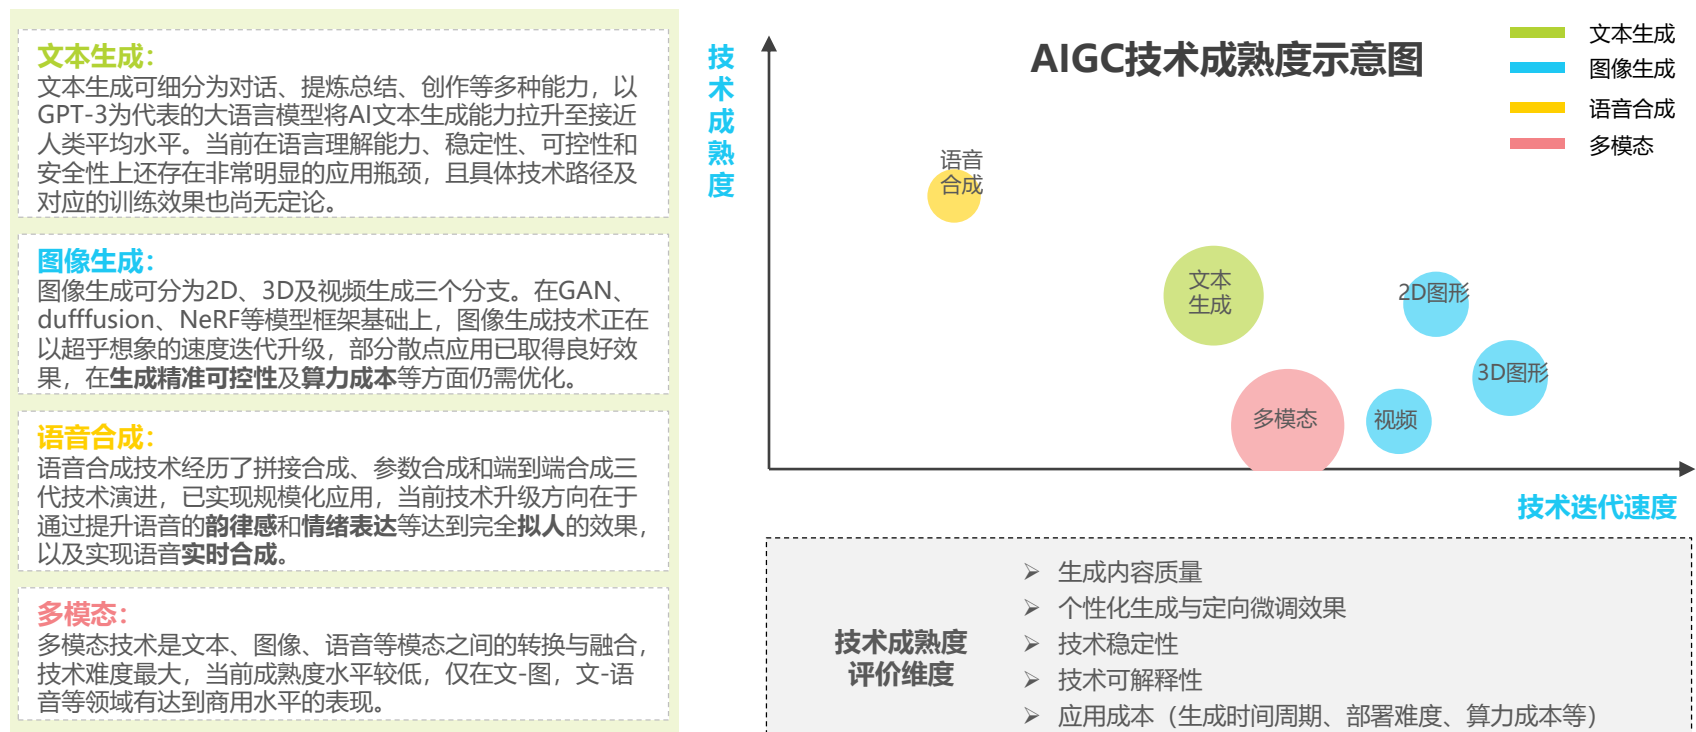 文本生成：
文本生成可细分为对话、提炼总结、创作等多种能力，以
GPT-3为代表的大语言模型将AI文本生成能力拉升至接近
人类平均水平。当前在语言理解能力、稳定性、可控性和
安全性上还存在非常明显的应用瓶颈，且具体技术路径及
对应的训练效果也尚无定论。
图像生成：
图像生成可分为2D、3D及视频生成三个分支。在GAN、
dufffusion、NeRF等模型框架基础上，图像生成技术正在
以超乎想象的速度迭代升级，部分散点应用已取得良好效
果，在生成精准可控性及算力成本等方面仍需优化。
语音合成：
语音合成技术经历了拼接合成、参数合成和端到端合成三
代技术演进，已实现规模化应用，当前技术升级方向在于
通过提升语音的韵律感和情绪表达等达到完全拟人的效果，
以及实现语音实时合成。
多模态：
多模态技术是文本、图像、语音等模态之间的转换与融合，
技术难度最大，当前成熟度水平较低，仅在文-图，文-语
音等领域有达到商用水平的表现。
AIGC技术成熟度示意图
文本生成
图像生成
语音合成
多模态
技
术
成
熟
度
语音
合成
文本
生成
2D图形
3D图形
多模态
视频
技术迭代速度
技术成熟度
评价维度
➢ 生成内容质量
➢ 个性化生成与定向微调效果
➢ 技术稳定性
➢ 技术可解释性
➢ 应用成本（生成时间周期、部署难度、算力成本等）